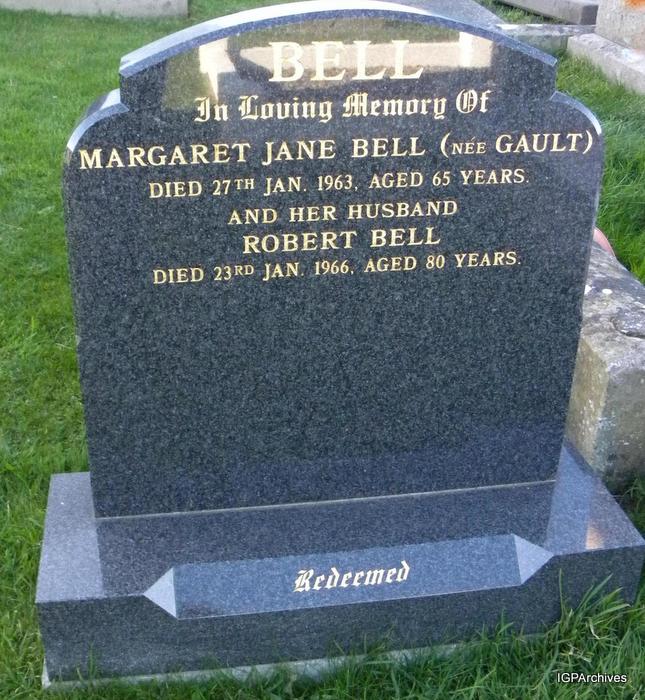 BELL
In Loving Memory Of
MARGARET JANE BELL (NÉE GAULT)
DIED 27TH JAN. 1963, AGED 65 YEARS.
AND HER HUSBAND
ROBERT BELL
DIED 23RD JAN. 1966, AGED 80 YEARS.
Redeemed
IGPArchives